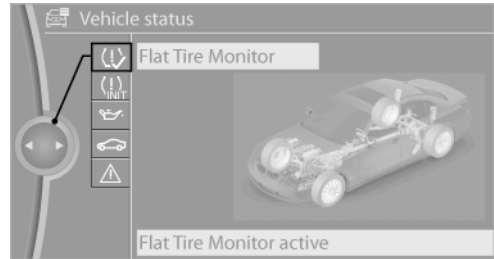 Vehicle status
Flat Tire Monitor
INIT
Flat Tire Monitor active